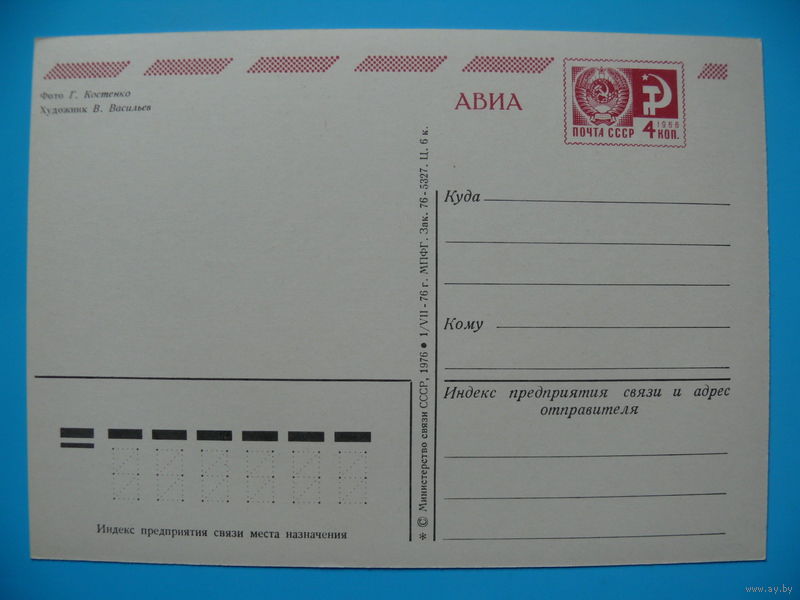 Фото Г. Костенко
Художник В. Васильев
АВИА
ПОЧТА СССР
1966
4 КОП.
Куда
Кому
Индекс предприятия связи и адрес
отправителя
* © Министерство связи СССР, 1976 ● 1/VII - 76 г. МПФГ. Зак. 76 - 5327. Ц. 6 к.
Индекс предприятия связи места назначения
www.ay.by